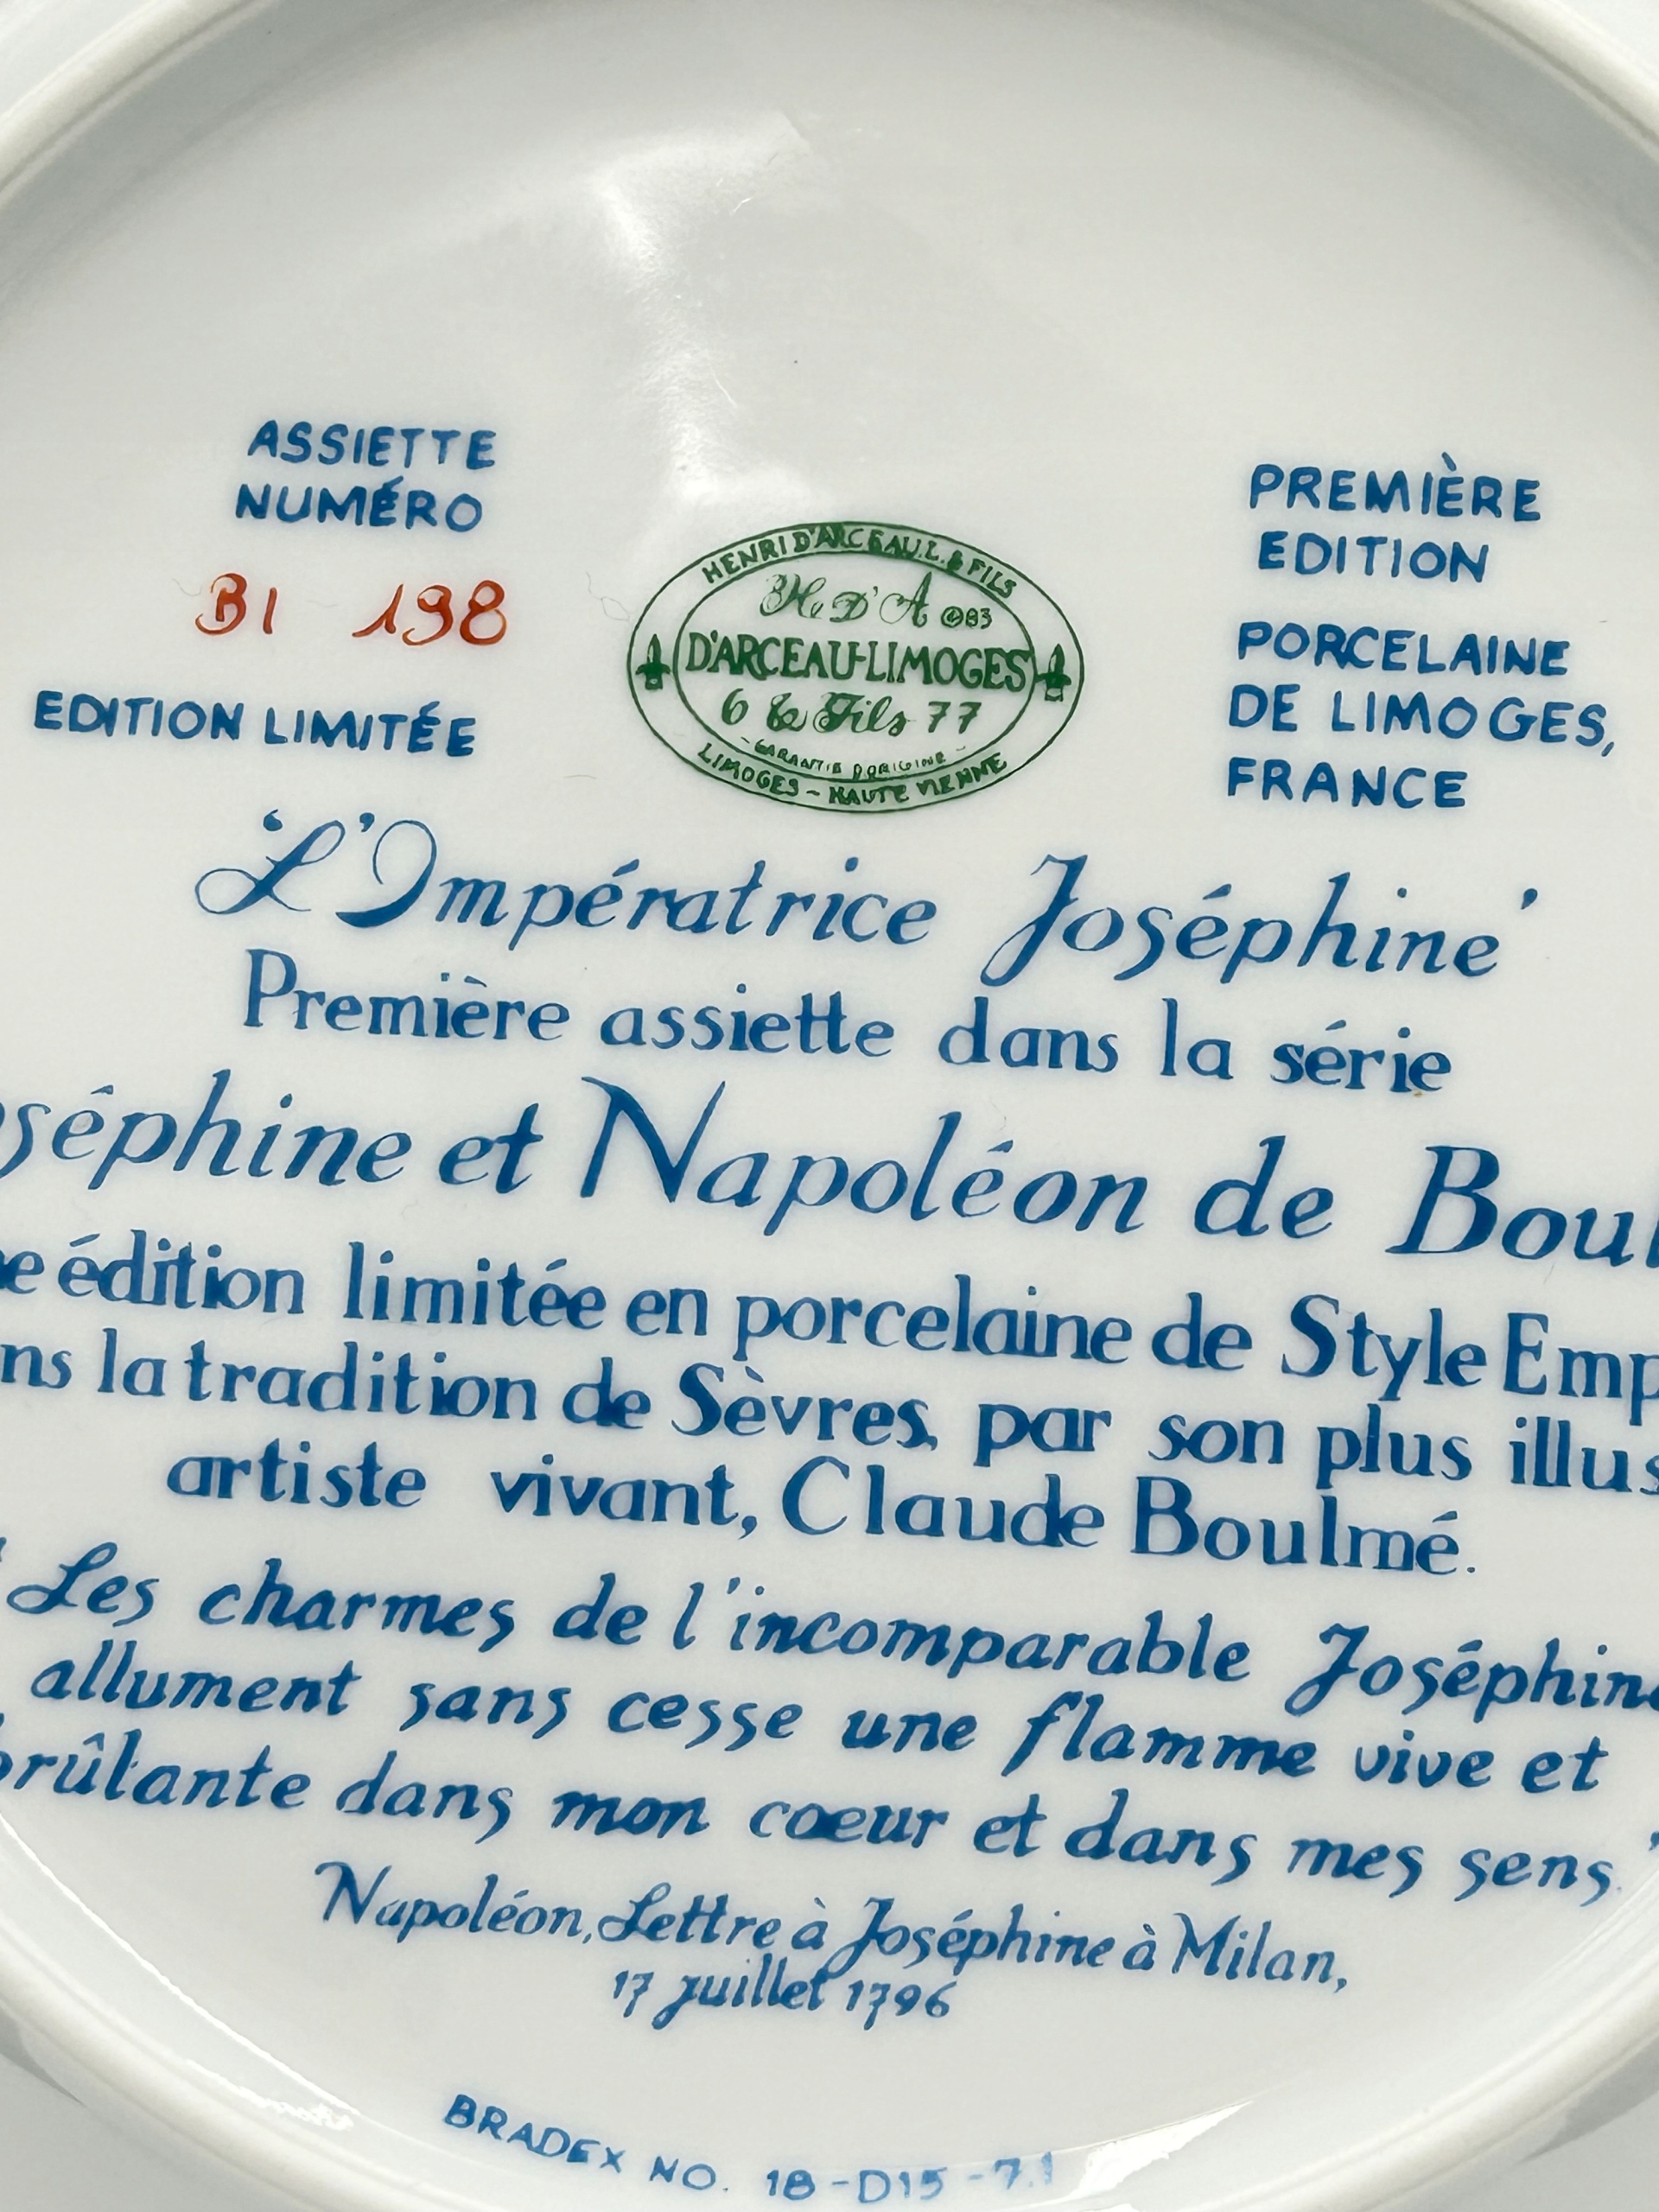 ASSIETTE
NUMÉRO
BI 198
EDITION LIMITÉE
HENRI D'ARCEAU L. & FILS
H. D' A ©83
D'ARCEAU-LIMOGES
6 & Fils 77
- GARANTIE D'ORIGINE -
LIMOGES - HAUTE VIENNE
PREMIÈRE
EDITION
PORCELAINE
DE LIMOGES,
FRANCE
'L'Impératrice Joséphine'
Première assiette dans la série
séphine et Napoléon de Boul
e édition limitée en porcelaine de Style Emp
ns la tradition de Sèvres, par son plus illus
artiste vivant, Claude Boulmé.
"Les charmes de l'incomparable Joséphine
allument sans cesse une flamme vive et
brûlante dans mon coeur et dans mes sens."
Napoléon, Lettre à Joséphine à Milan,
17 juillet 1796
BRADEX NO. 18-D15-7.1